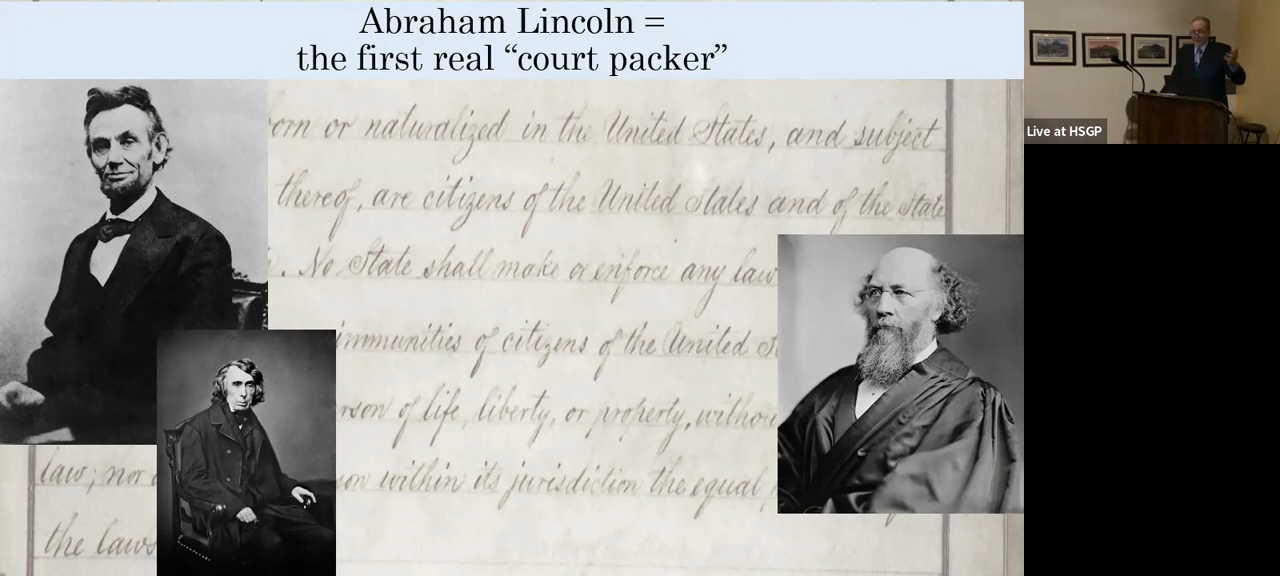 Abraham Lincoln =
the first real “court packer”
Live at HSGP
orn or naturalized in the United States, and subject
thereof, are citizens of the United States and of the State
. No State shall make or enforce any law
immunities of citizens of the United S
rson of life, liberty, or property, withou
law; nor d
son within its jurisdiction the equal
the laws